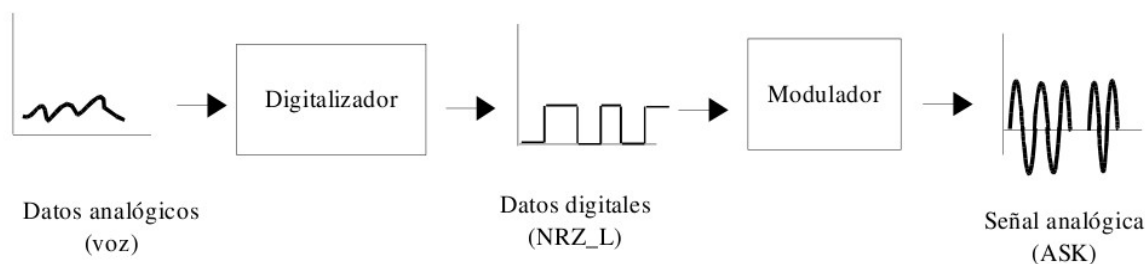 Digitalizador
Modulador
Datos analógicos
(voz)
Datos digitales
(NRZ_L)
Señal analógica
(ASK)